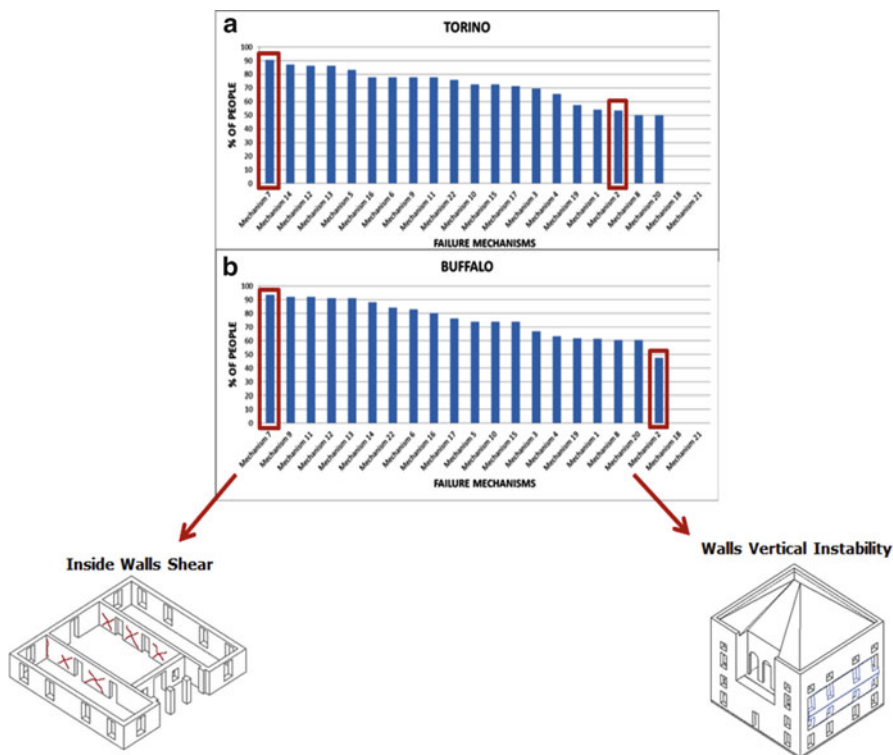 a
TORINO
% OF PEOPLE
100
90
80
70
60
50
40
30
20
10
0
Mechanism 7
Mechanism 14
Mechanism 12
Mechanism 13
Mechanism 5
Mechanism 16
Mechanism 6
Mechanism 9
Mechanism 11
Mechanism 22
Mechanism 10
Mechanism 15
Mechanism 17
Mechanism 3
Mechanism 4
Mechanism 19
Mechanism 1
Mechanism 2
Mechanism 8
Mechanism 20
Mechanism 18
Mechanism 21
FAILURE MECHANISMS
b
BUFFALO
% OF PEOPLE
100
90
80
70
60
50
40
30
20
10
0
Mechanism 7
Mechanism 9
Mechanism 11
Mechanism 12
Mechanism 13
Mechanism 14
Mechanism 22
Mechanism 6
Mechanism 16
Mechanism 17
Mechanism 5
Mechanism 10
Mechanism 15
Mechanism 3
Mechanism 4
Mechanism 19
Mechanism 1
Mechanism 8
Mechanism 20
Mechanism 2
Mechanism 18
Mechanism 21
FAILURE MECHANISMS
Inside Walls Shear
Walls Vertical Instability